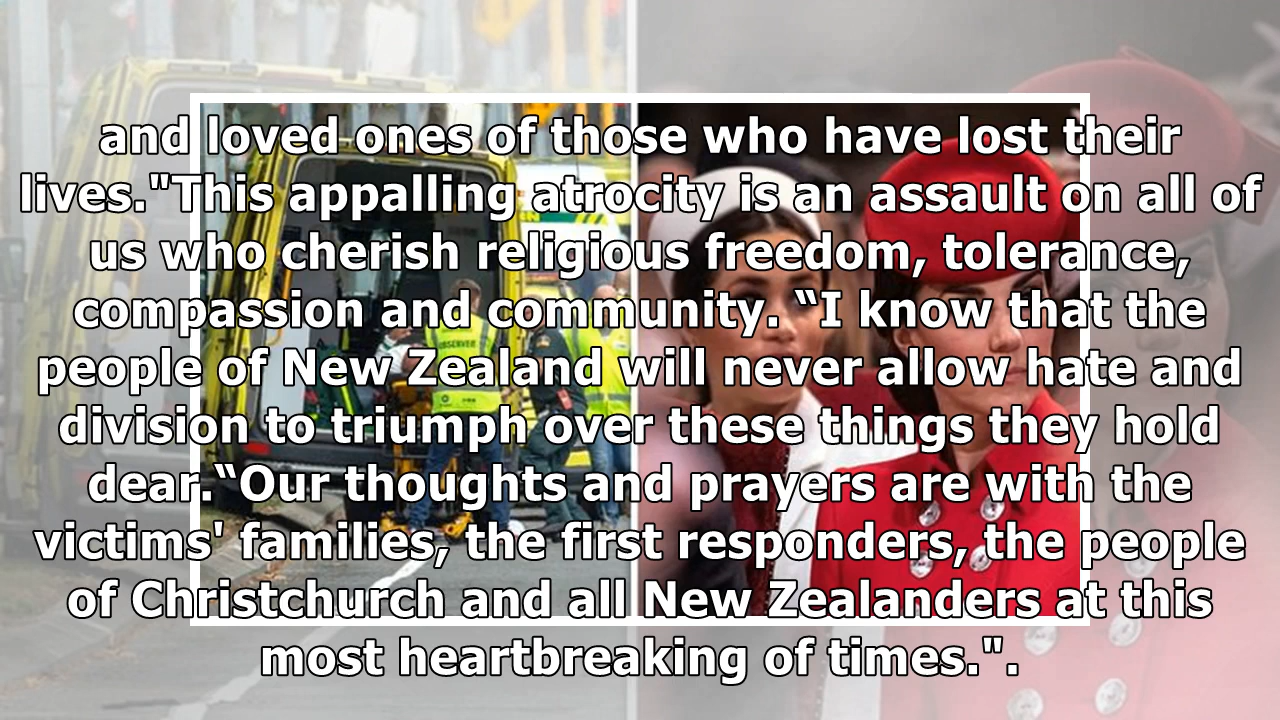 and loved ones of those who have lost their
lives."This appalling atrocity is an assault on all of
us who cherish religious freedom, tolerance,
compassion and community. “I know that the
people of New Zealand will never allow hate and
division to triumph over these things they hold
dear.“Our thoughts and prayers are with the
victims' families, the first responders, the people
of Christchurch and all New Zealanders at this
most heartbreaking of times.".
OBSERVER